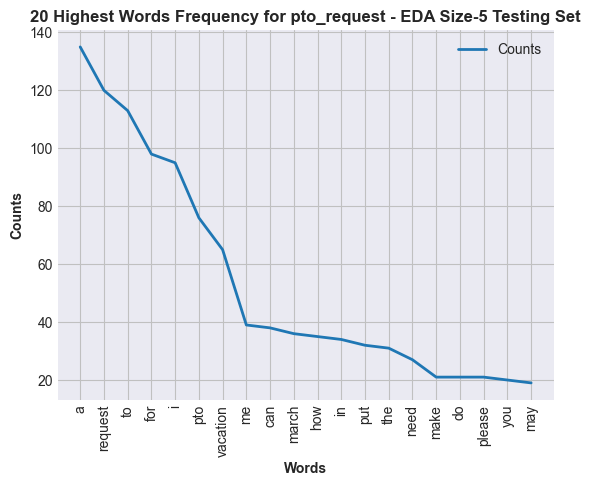 20 Highest Words Frequency for pto_request - EDA Size-5 Testing Set
Counts
140
120
100
80
60
40
20
Counts
a
request
to
for
i
pto
vacation
me
can
march
how
in
put
the
need
make
do
please
you
may
Words